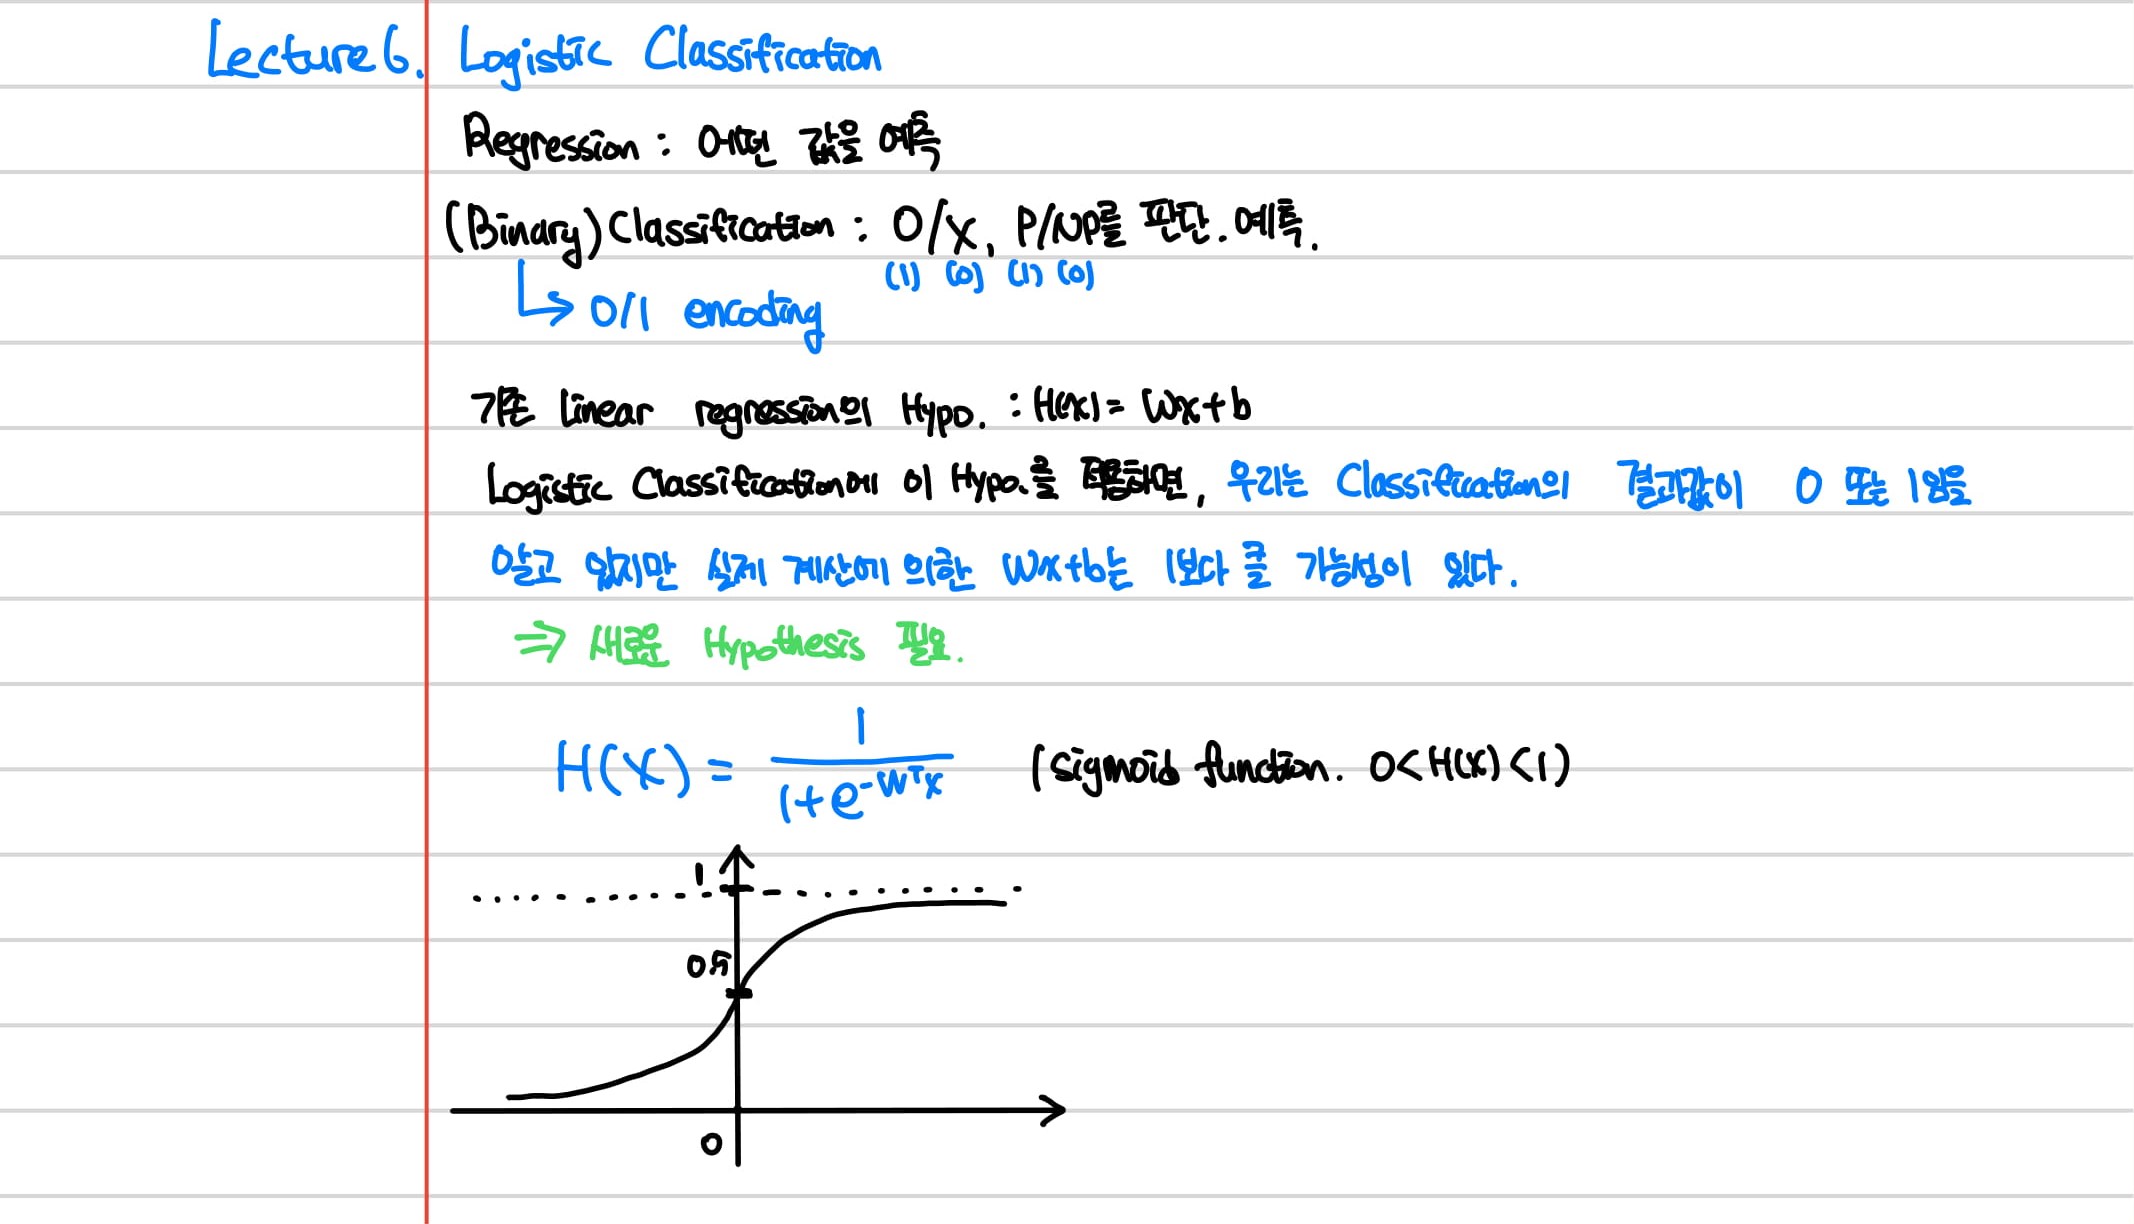 Lecture 6. Logistic Classification
Regression : 어떤 값을 예측
(Binary) Classification : O/X, P/NP를 판단. 예측.
(1) (0) (1) (0)
↳ 0/1 encoding
기존 Linear regression의 Hypo. : H(x) = Wx+b
Logistic Classification에 이 Hypo.를 적용하면, 우리는 Classification의 결과값이 0 또는 1임을
알고 있지만 실제 계산에 의한 Wx+b는 1보다 클 가능성이 있다.
⇒ 새로운 Hypothesis 필요.
H(X) = 1 / (1+e^{-W^T X}) (sigmoid function. 0<H(X)<1)
1
0.5
0